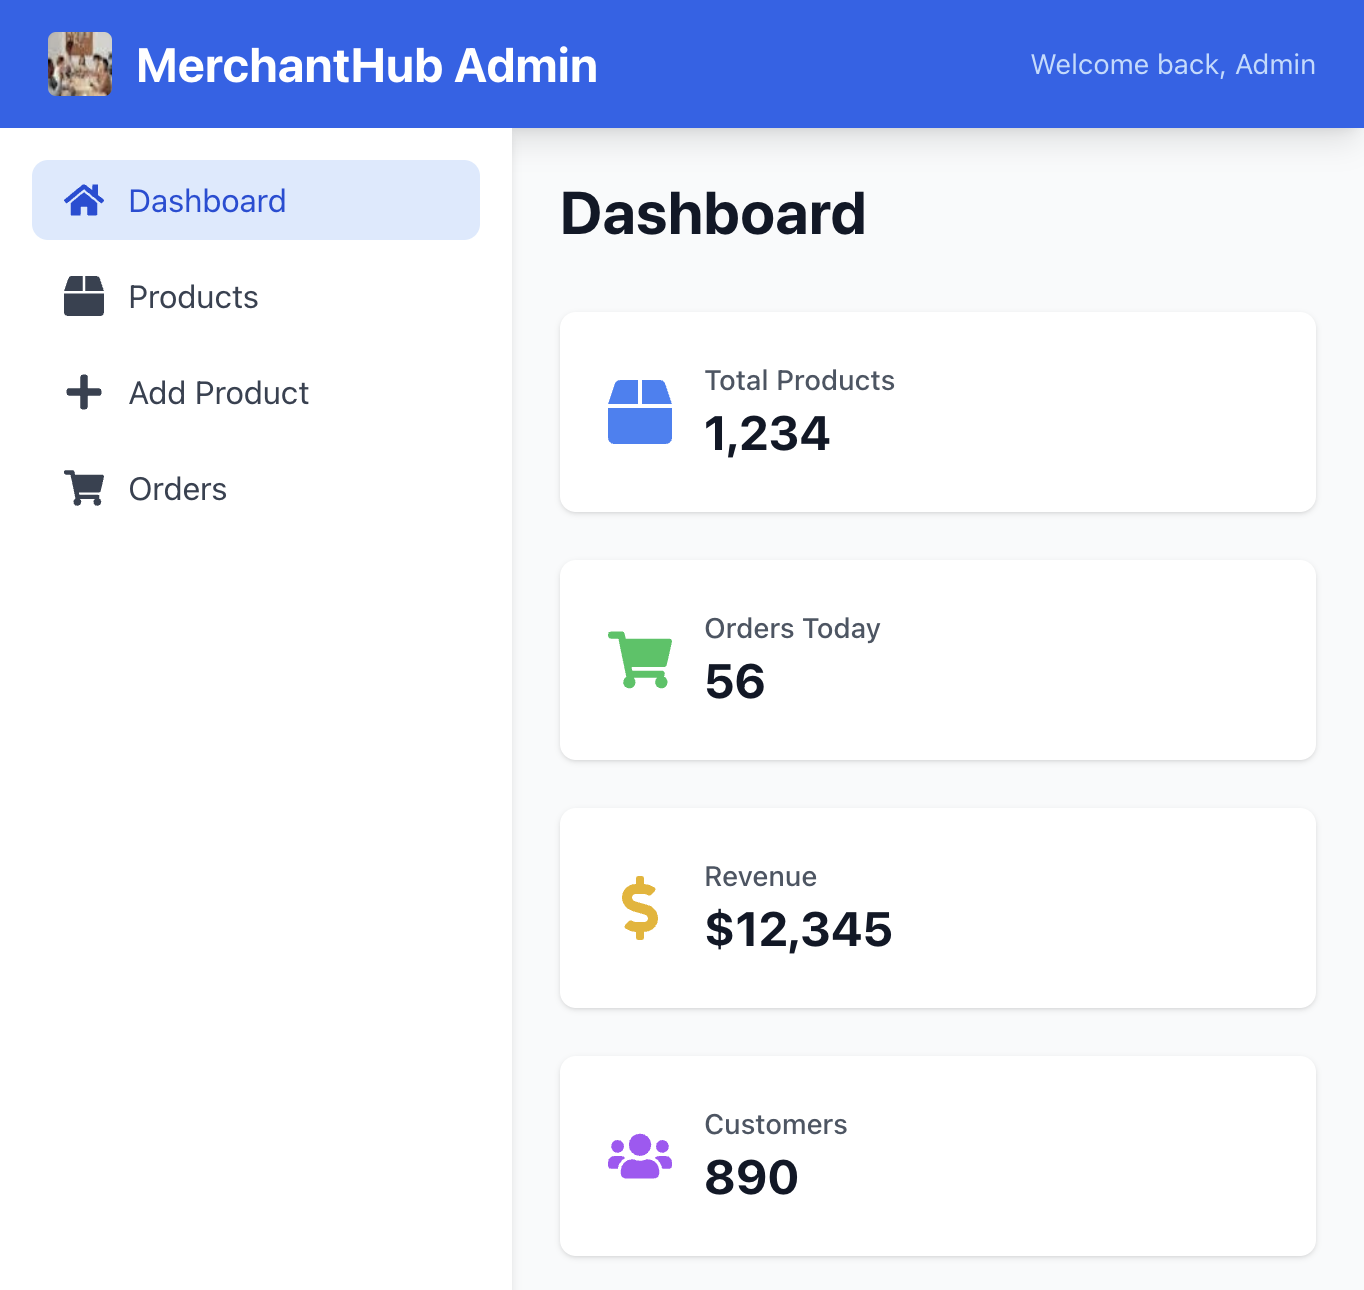 MerchantHub Admin
Welcome back, Admin
Dashboard
Products
Add Product
Orders
Dashboard
Total Products
1,234
Orders Today
56
Revenue
$12,345
Customers
890